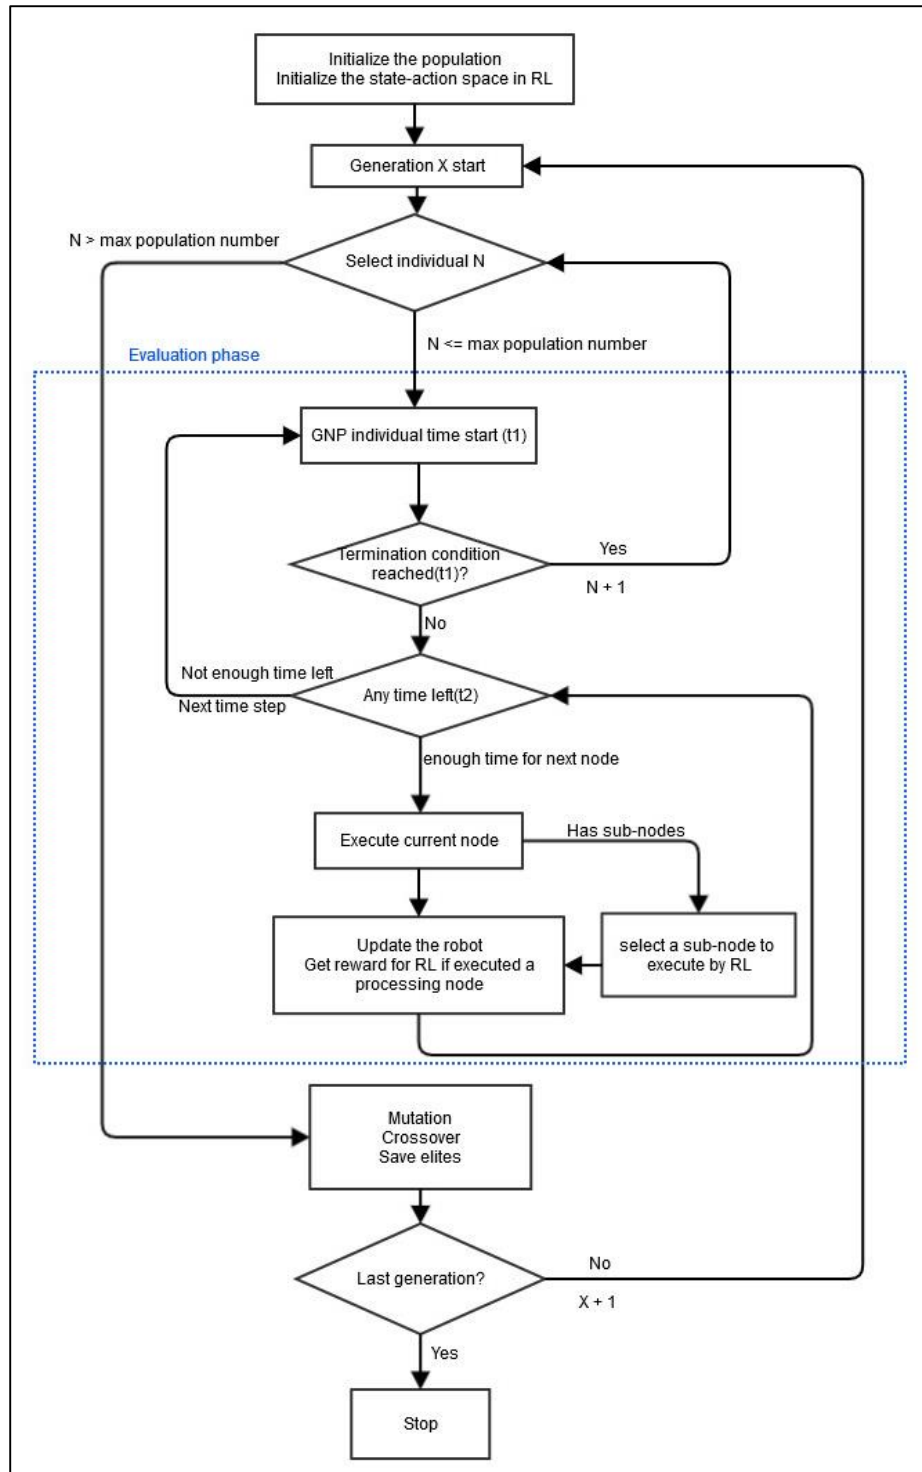 Initialize the population
Initialize the state-action space in RL
Generation X start
N > max population number
Select individual N
N <= max population number
Evaluation phase
GNP individual time start (t1)
Termination condition
reached(t1)?
Yes
N + 1
No
Not enough time left
Next time step
Any time left(t2)
enough time for next node
Execute current node
Has sub-nodes
Update the robot
Get reward for RL if executed a
processing node
select a sub-node to
execute by RL
Mutation
Crossover
Save elites
Last generation?
No
X + 1
Yes
Stop